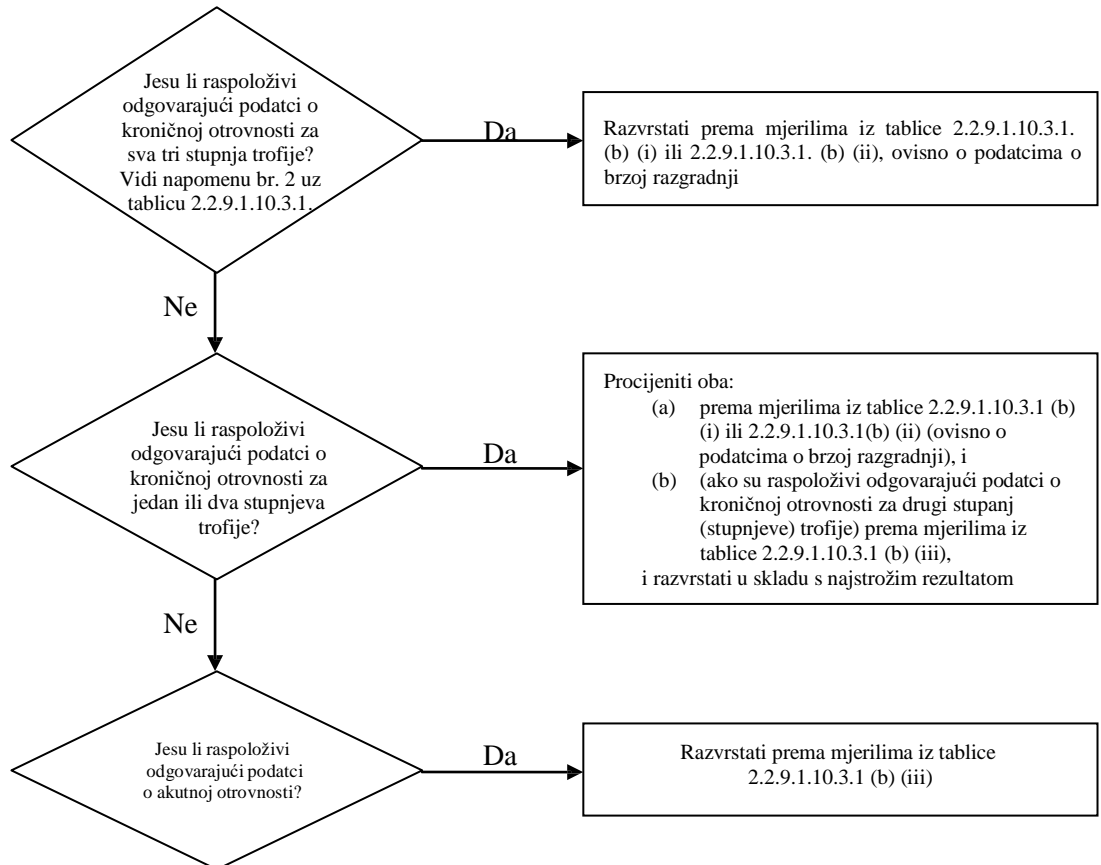 Jesu li raspoloživi
odgovarajući podatci o
kroničnoj otrovnosti za
sva tri stupnja trofije?
Vidi napomenu br. 2 uz
tablicu 2.2.9.1.10.3.1.
Da
Razvrstati prema mjerilima iz tablice 2.2.9.1.10.3.1.
(b) (i) ili 2.2.9.1.10.3.1. (b) (ii), ovisno o podatcima o
brzoj razgradnji
Ne
Jesu li raspoloživi
odgovarajući podatci o
kroničnoj otrovnosti za
jedan ili dva stupnjeva
trofije?
Da
Procijeniti oba:
(a) prema mjerilima iz tablice 2.2.9.1.10.3.1 (b)
(i) ili 2.2.9.1.10.3.1(b) (ii) (ovisno o
podatcima o brzoj razgradnji), i
(b) (ako su raspoloživi odgovarajući podatci o
kroničnoj otrovnosti za drugi stupanj
(stupnjeve) trofije) prema mjerilima iz
tablice 2.2.9.1.10.3.1 (b) (iii),
i razvrstati u skladu s najstrožim rezultatom
Ne
Jesu li raspoloživi
odgovarajući podatci
o akutnoj otrovnosti?
Da
Razvrstati prema mjerilima iz tablice
2.2.9.1.10.3.1 (b) (iii)